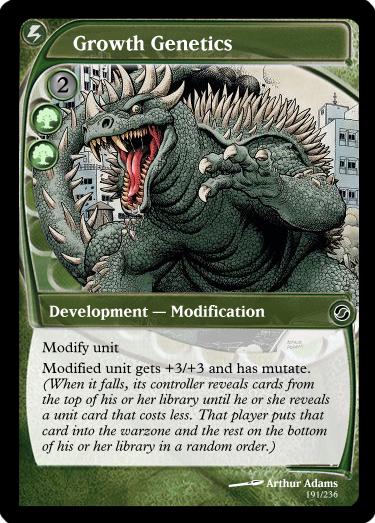 Growth Genetics
2
Development — Modification
Modify unit
Modified unit gets +3/+3 and has mutate.
(When it falls, its controller reveals cards from
the top of his or her library until he or she reveals
a unit card that costs less. That player puts that
card into the warzone and the rest on the bottom
of his or her library in a random order.)
Arthur Adams
191/236